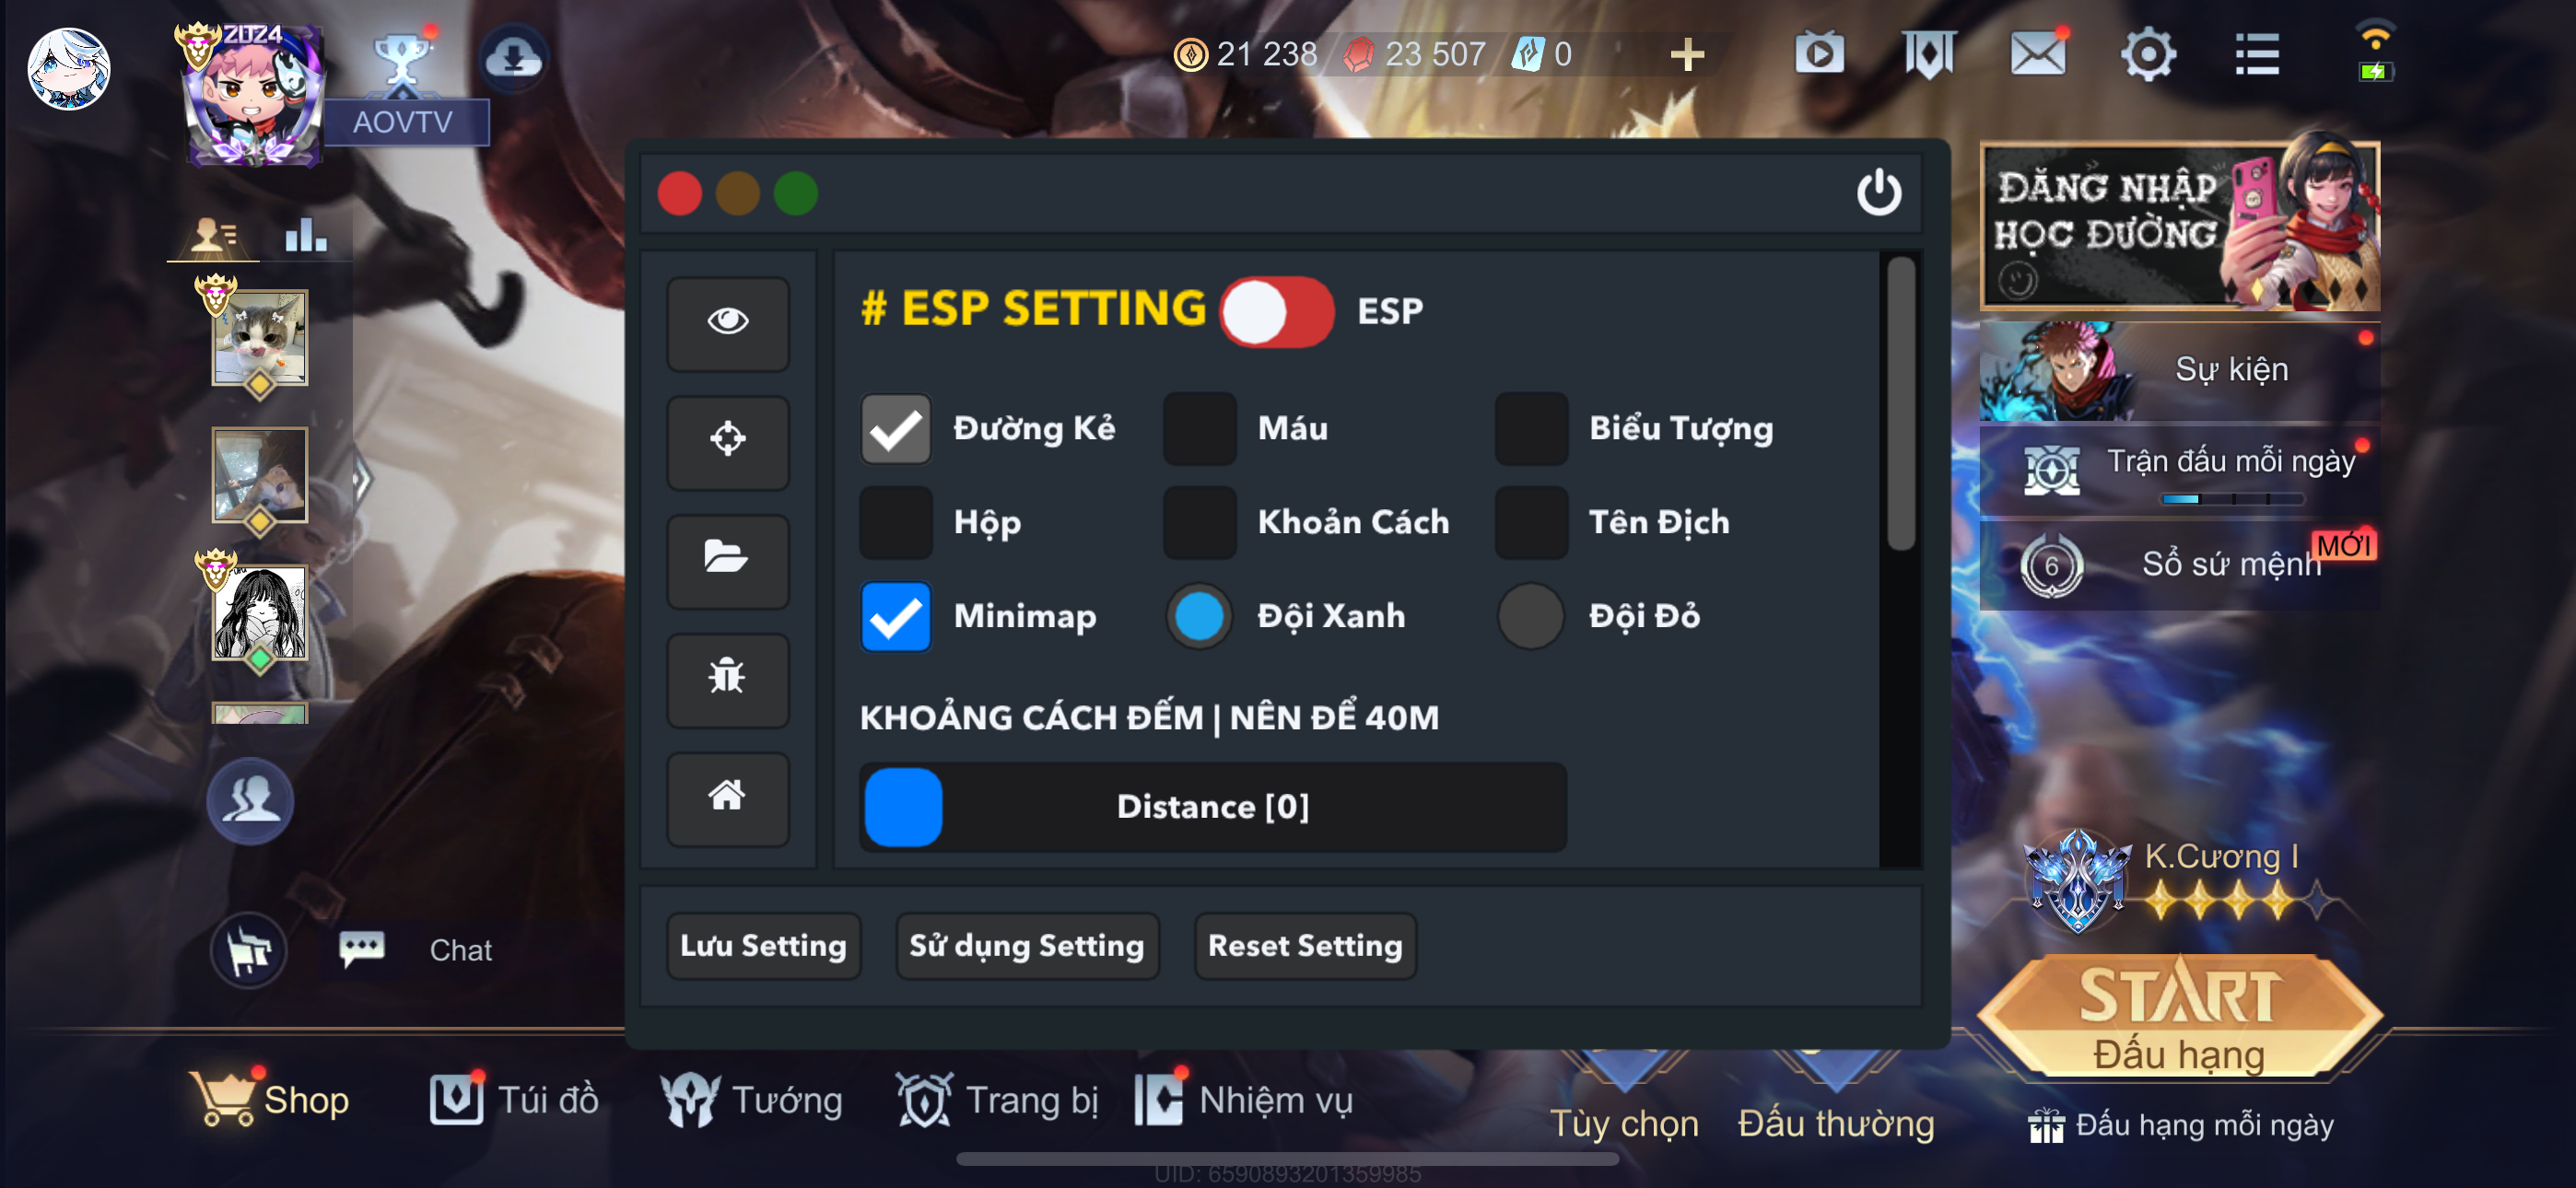 ZUZ4
AOVTV
21 238
23 507
0
ĐĂNG NHẬP
HỌC ĐƯỜNG
Sự kiện
Trận đấu mỗi ngày
6
Sổ sứ mệnh
MỚI
# ESP SETTING
ESP
Đường Kẻ
Máu
Biểu Tượng
Hộp
Khoản Cách
Tên Địch
Minimap
Đội Xanh
Đội Đỏ
KHOẢNG CÁCH ĐẾM | NÊN ĐỂ 40M
Distance [0]
Lưu Setting
Sử dụng Setting
Reset Setting
Chat
K.Cương I
START
Đấu hạng
Shop
Túi đồ
Tướng
Trang bị
Nhiệm vụ
Tùy chọn
Đấu thường
Đấu hạng mỗi ngày
UID: 6590893201359985